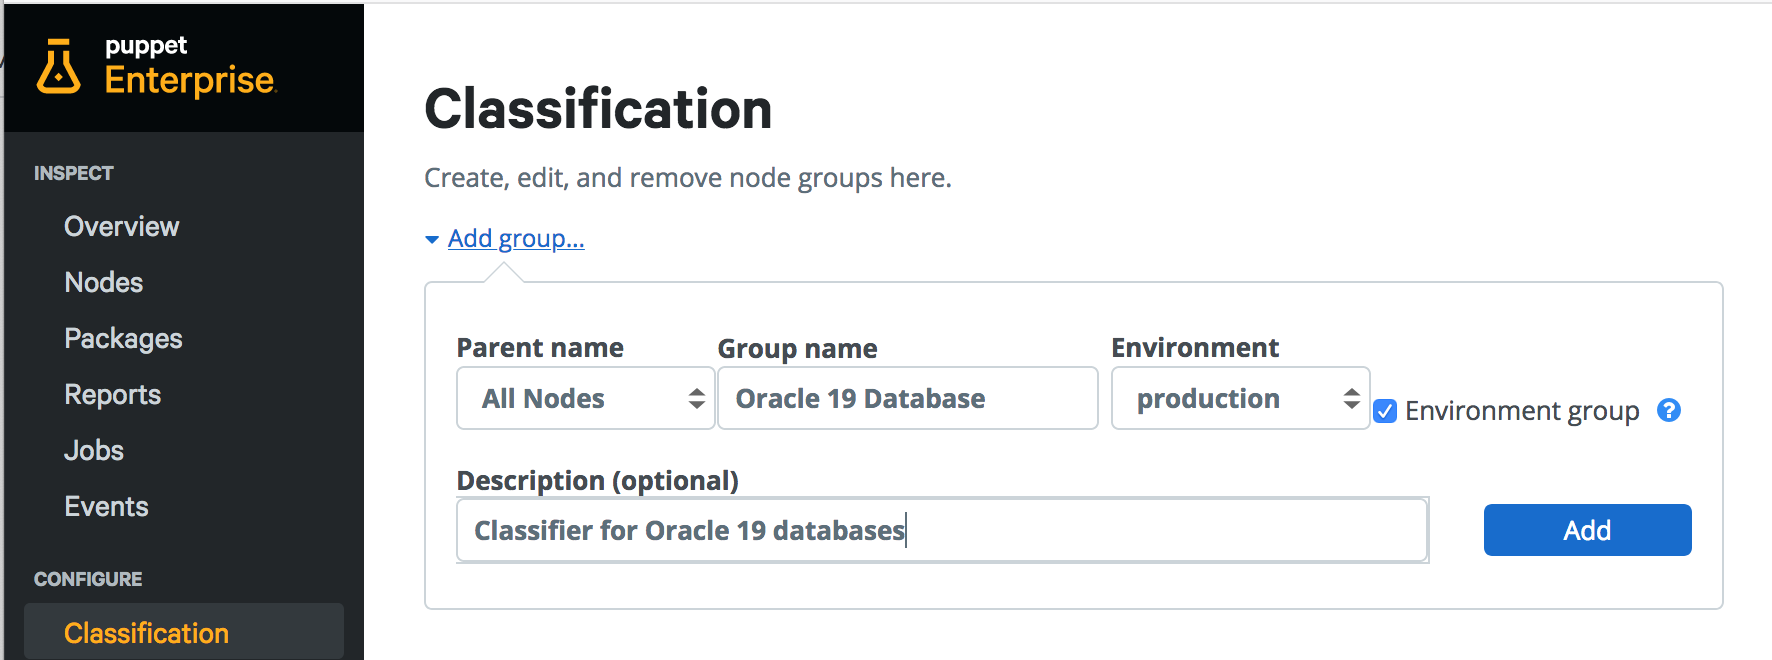 puppet
Enterprise
INSPECT
Overview
Nodes
Packages
Reports
Jobs
Events
CONFIGURE
Classification
Classification
Create, edit, and remove node groups here.
Add group...
Parent name Group name Environment
All Nodes Oracle 19 Database production Environment group ?
Description (optional)
Classifier for Oracle 19 databases Add